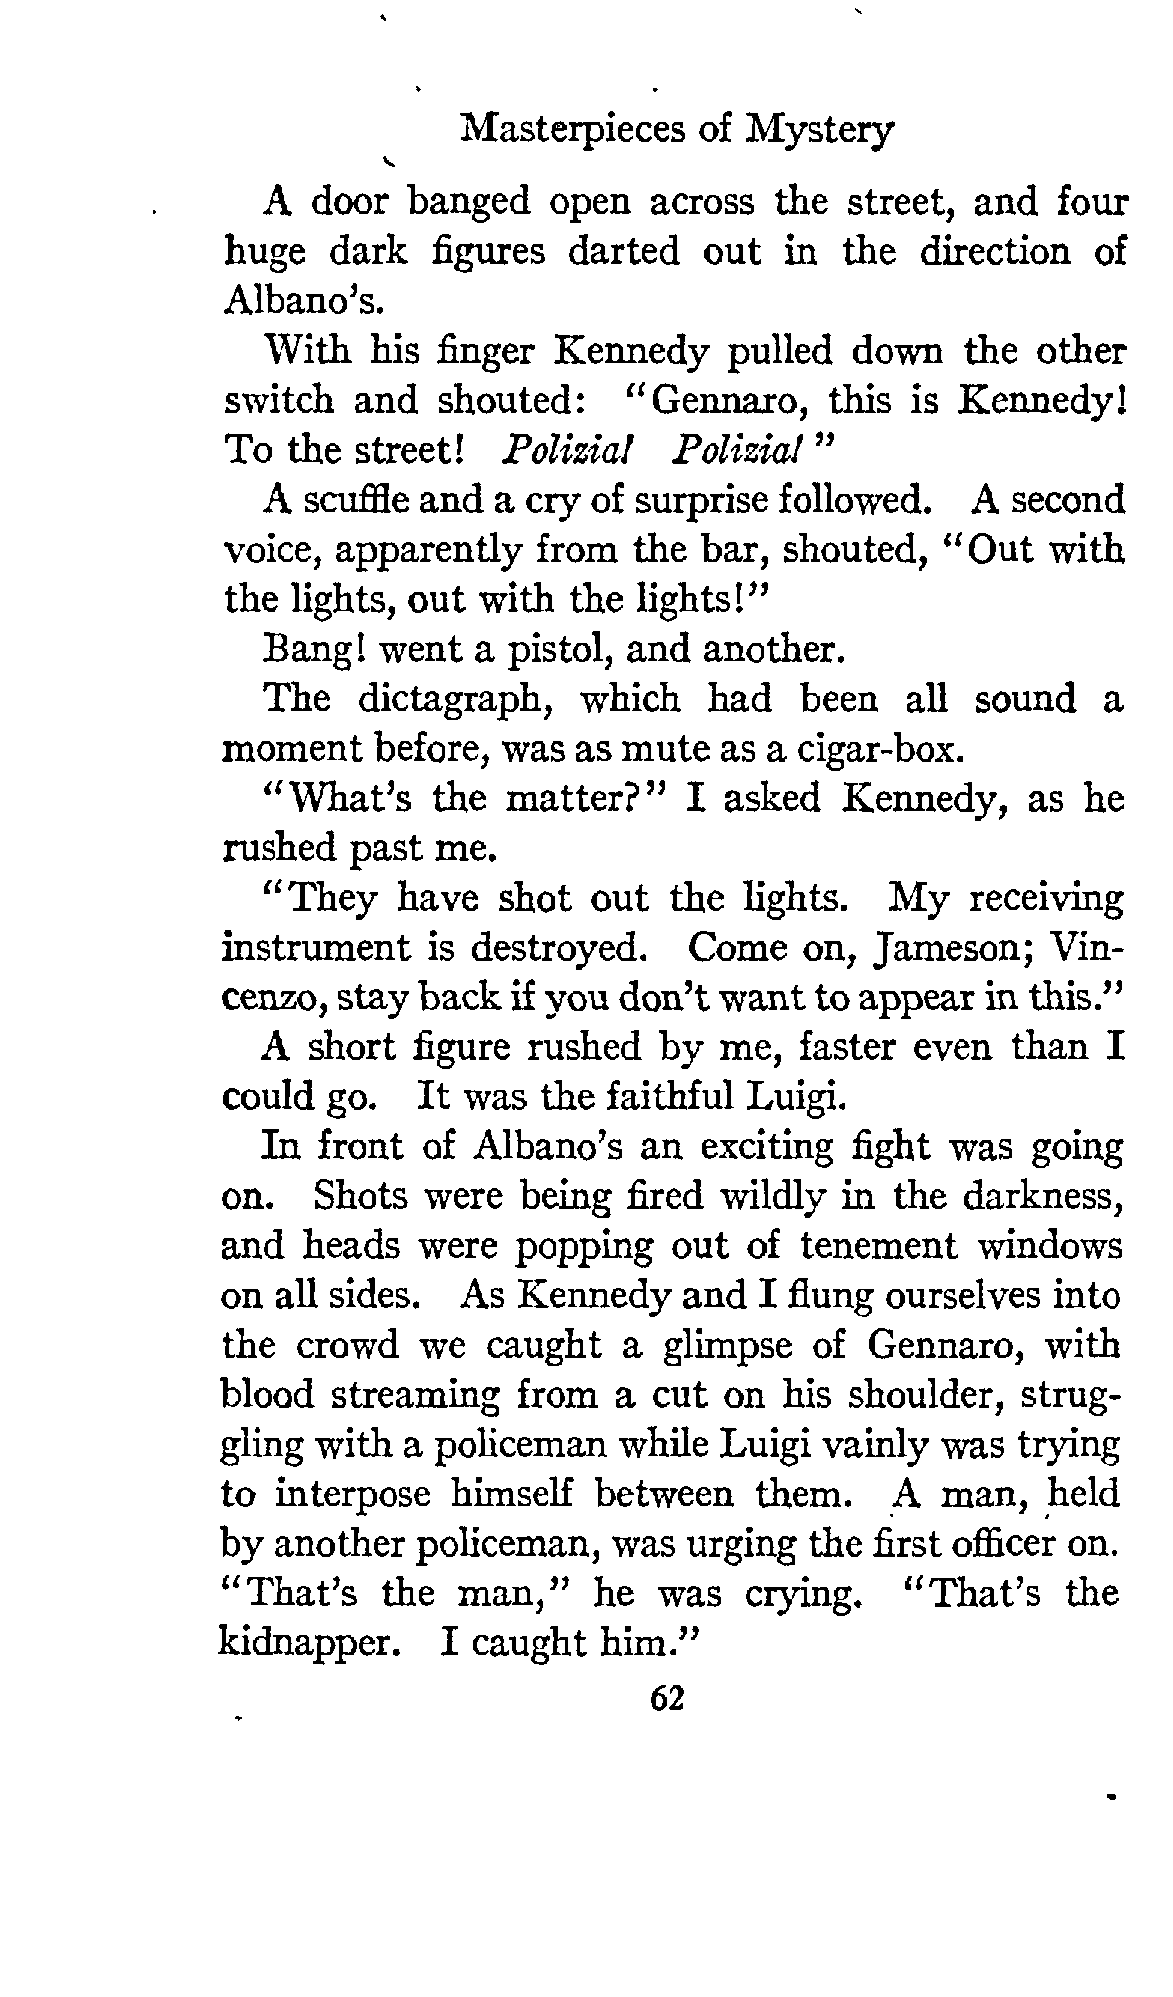 Masterpieces of Mystery
A door banged open across the street, and four
huge dark figures darted out in the direction of
Albano's.
With his finger Kennedy pulled down the other
switch and shouted: "Gennaro, this is Kennedy!
To the street! Polizia! Polizia!"
A scuffle and a cry of surprise followed. A second
voice, apparently from the bar, shouted, "Out with
the lights, out with the lights!"
Bang! went a pistol, and another.
The dictagraph, which had been all sound a
moment before, was as mute as a cigar-box.
"What's the matter?" I asked Kennedy, as he
rushed past me.
"They have shot out the lights. My receiving
instrument is destroyed. Come on, Jameson; Vin-
cenzo, stay back if you don't want to appear in this."
A short figure rushed by me, faster even than I
could go. It was the faithful Luigi.
In front of Albano's an exciting fight was going
on. Shots were being fired wildly in the darkness,
and heads were popping out of tenement windows
on all sides. As Kennedy and I flung ourselves into
the crowd we caught a glimpse of Gennaro, with
blood streaming from a cut on his shoulder, strug-
gling with a policeman while Luigi vainly was trying
to interpose himself between them. A man, held
by another policeman, was urging the first officer on.
"That's the man," he was crying. "That's the
kidnapper. I caught him."
62